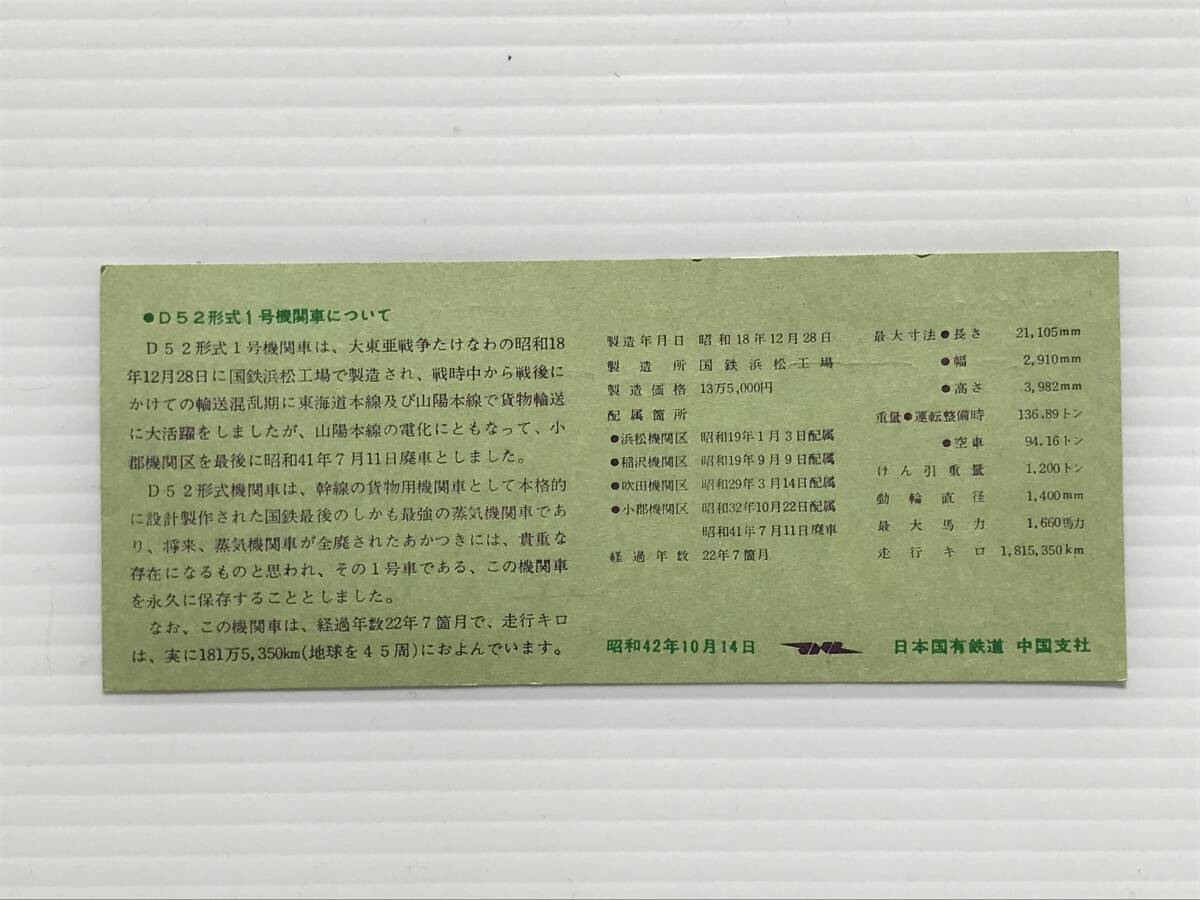 ●D52形式1号機関車について
D52形式1号機関車は、大東亜戦争たけなわの昭和18
年12月28日に国鉄浜松工場で製造され、戦時中から戦後に
かけての輸送混乱期に東海道本線及び山陽本線で貨物輸送
に大活躍をしましたが、山陽本線の電化にともなって、小
郡機関区を最後に昭和41年7月11日廃車としました。
D52形式機関車は、幹線の貨物用機関車として本格的
に設計製作された国鉄最後のしかも最強の蒸気機関車であ
り、将来、蒸気機関車が全廃されたあかつきには、貴重な
存在になるものと思われ、その1号車である、この機関車
を永久に保存することとしました。
なお、この機関車は、経過年数22年7箇月で、走行キロ
は、実に181万5,350km(地球を45周)におよんでいます。
製造年月日 昭和18年12月28日
製造所 国鉄浜松工場
製造価格 13万5,000円
配属箇所
●浜松機関区 昭和19年1月3日配属
●稲沢機関区 昭和19年9月9日配属
●吹田機関区 昭和29年3月14日配属
●小郡機関区 昭和32年10月22日配属
昭和41年7月11日廃車
経過年数 22年7箇月
最大寸法●長さ 21,105mm
●幅 2,910mm
●高さ 3,982mm
重量●運転整備時 136.89トン
●空車 94.16トン
けん引重量 1,200トン
動輪直径 1,400mm
最大馬力 1,660馬力
走行キロ 1,815,350km
昭和42年10月14日 JNR 日本国有鉄道 中国支社